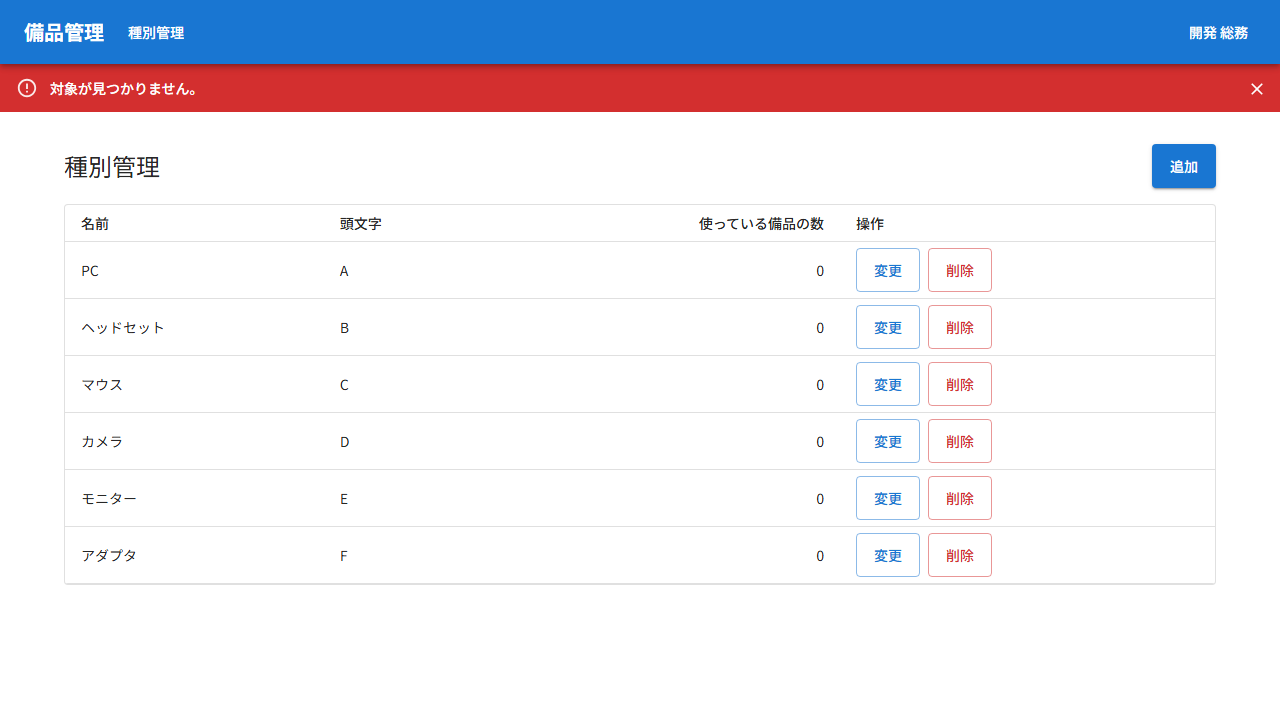 備品管理 種別管理 開発 総務
対象が見つかりません。
種別管理 追加
名前 頭文字 使っている備品の数 操作
PC A 0 変更 削除
ヘッドセット B 0 変更 削除
マウス C 0 変更 削除
カメラ D 0 変更 削除
モニター E 0 変更 削除
アダプタ F 0 変更 削除